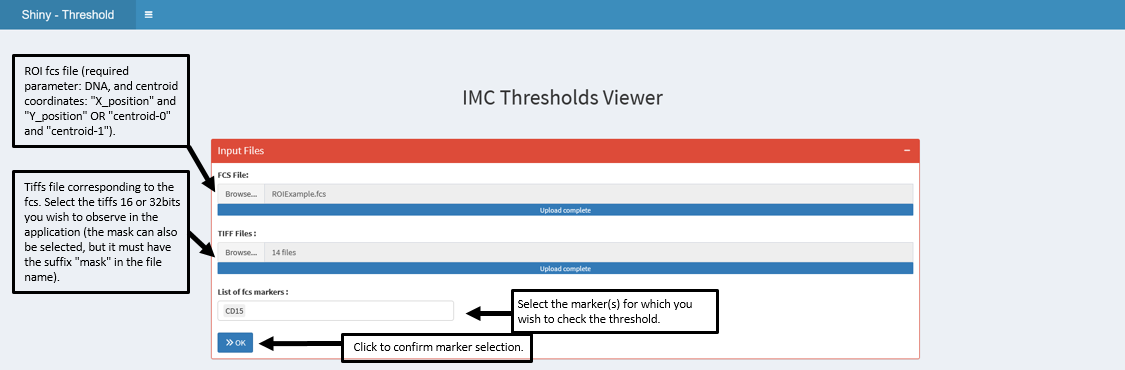 Shiny - Threshold
ROI fcs file (required
parameter: DNA, and centroid
coordinates: "X_position" and
"Y_position" OR "centroid-0"
and "centroid-1").
IMC Thresholds Viewer
Input Files
FCS File:
Browse... ROIExample.fcs
Upload complete
Tiffs file corresponding to the
fcs. Select the tiffs 16 or 32bits
you wish to observe in the
application (the mask can also
be selected, but it must have
the suffix "mask" in the file
name).
TIFF Files :
Browse... 14 files
Upload complete
List of fcs markers :
CD15
Select the marker(s) for which you
wish to check the threshold.
OK
Click to confirm marker selection.